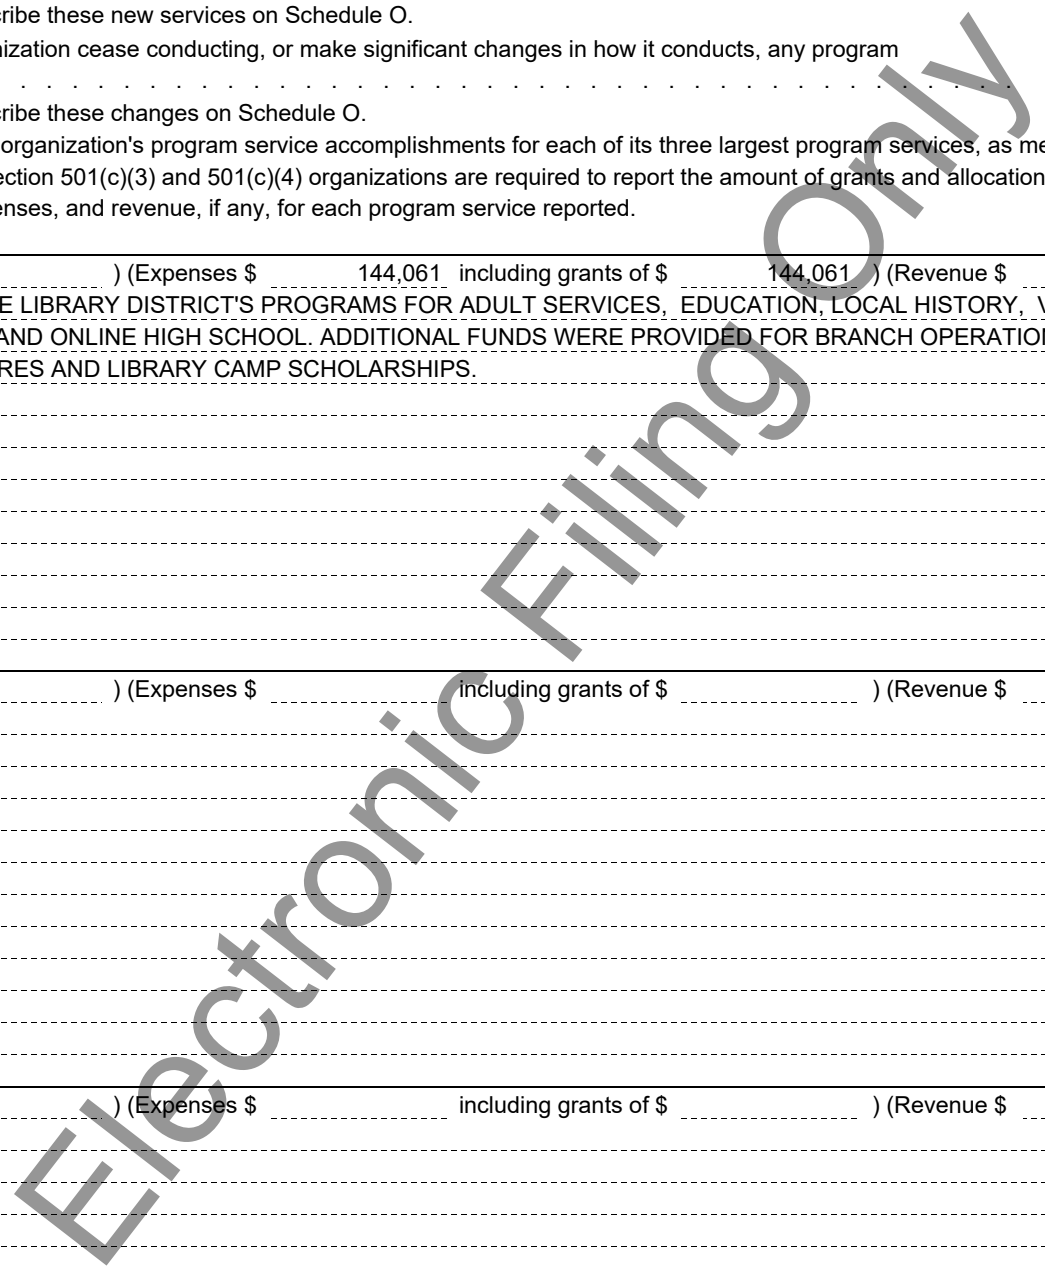 ribe these new services on Schedule O.
nization cease conducting, or make significant changes in how it conducts, any program
. . . . . . . . . . . . . . . . . . . . . . . . . . . . . . . . . . . . . . . .
ribe these changes on Schedule O.
organization's program service accomplishments for each of its three largest program services, as me
ection 501(c)(3) and 501(c)(4) organizations are required to report the amount of grants and allocation
enses, and revenue, if any, for each program service reported.
) (Expenses $ 144,061 including grants of $ 144,061 ) (Revenue $
E LIBRARY DISTRICT'S PROGRAMS FOR ADULT SERVICES, EDUCATION, LOCAL HISTORY, V
AND ONLINE HIGH SCHOOL. ADDITIONAL FUNDS WERE PROVIDED FOR BRANCH OPERATION
RES AND LIBRARY CAMP SCHOLARSHIPS.
) (Expenses $ including grants of $ ) (Revenue $
) (Expenses $ including grants of $ ) (Revenue $
Electronic Filing Only